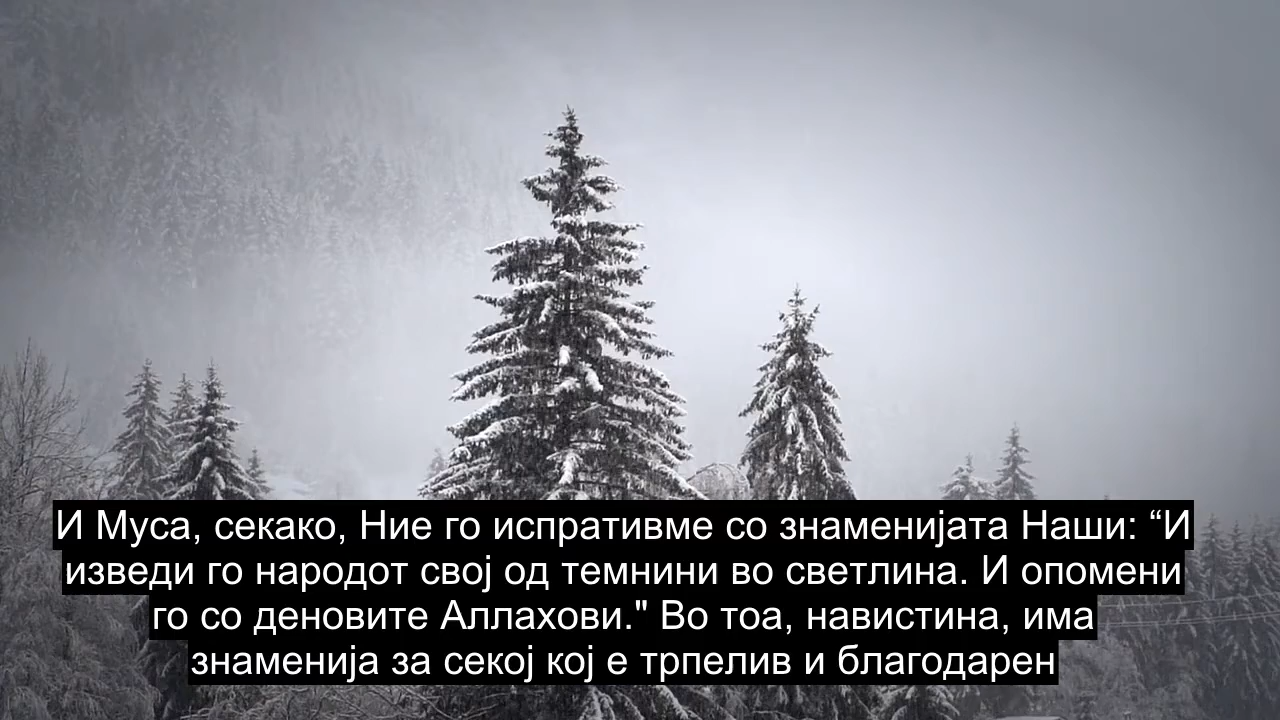 И Муса, секако, Ние го испративме со знаменијата Наши: “И
изведи го народот свој од темнини во светлина. И опомени
го со деновите Аллахови." Во тоа, навистина, има
знаменија за секој кој е трпелив и благодарен